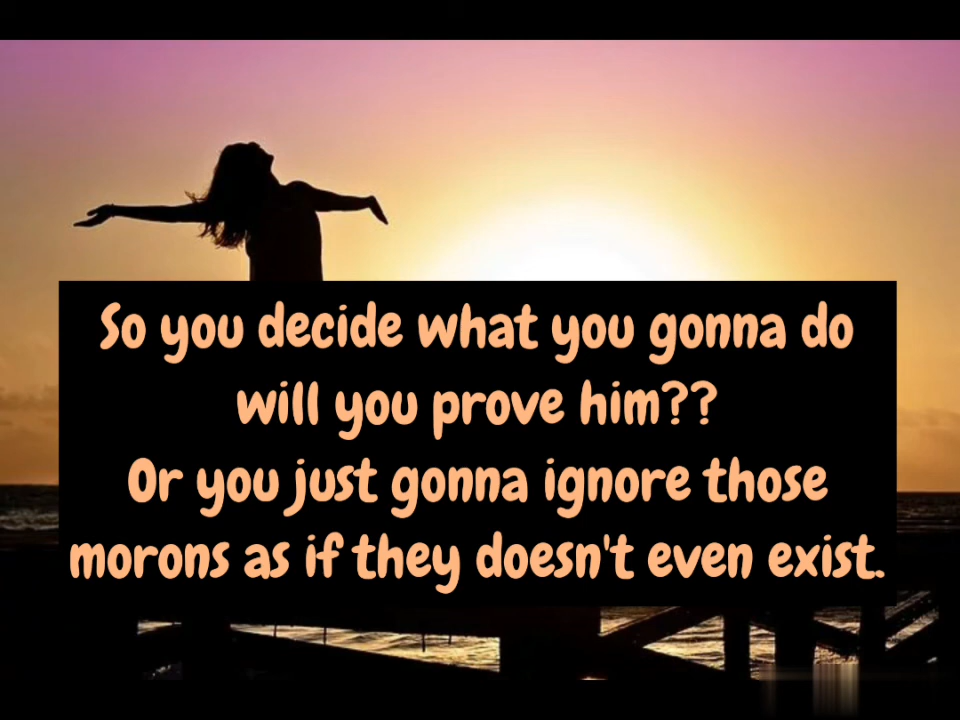 So you decide what you gonna do
will you prove him??
Or you just gonna ignore those
morons as if they doesn't even exist.